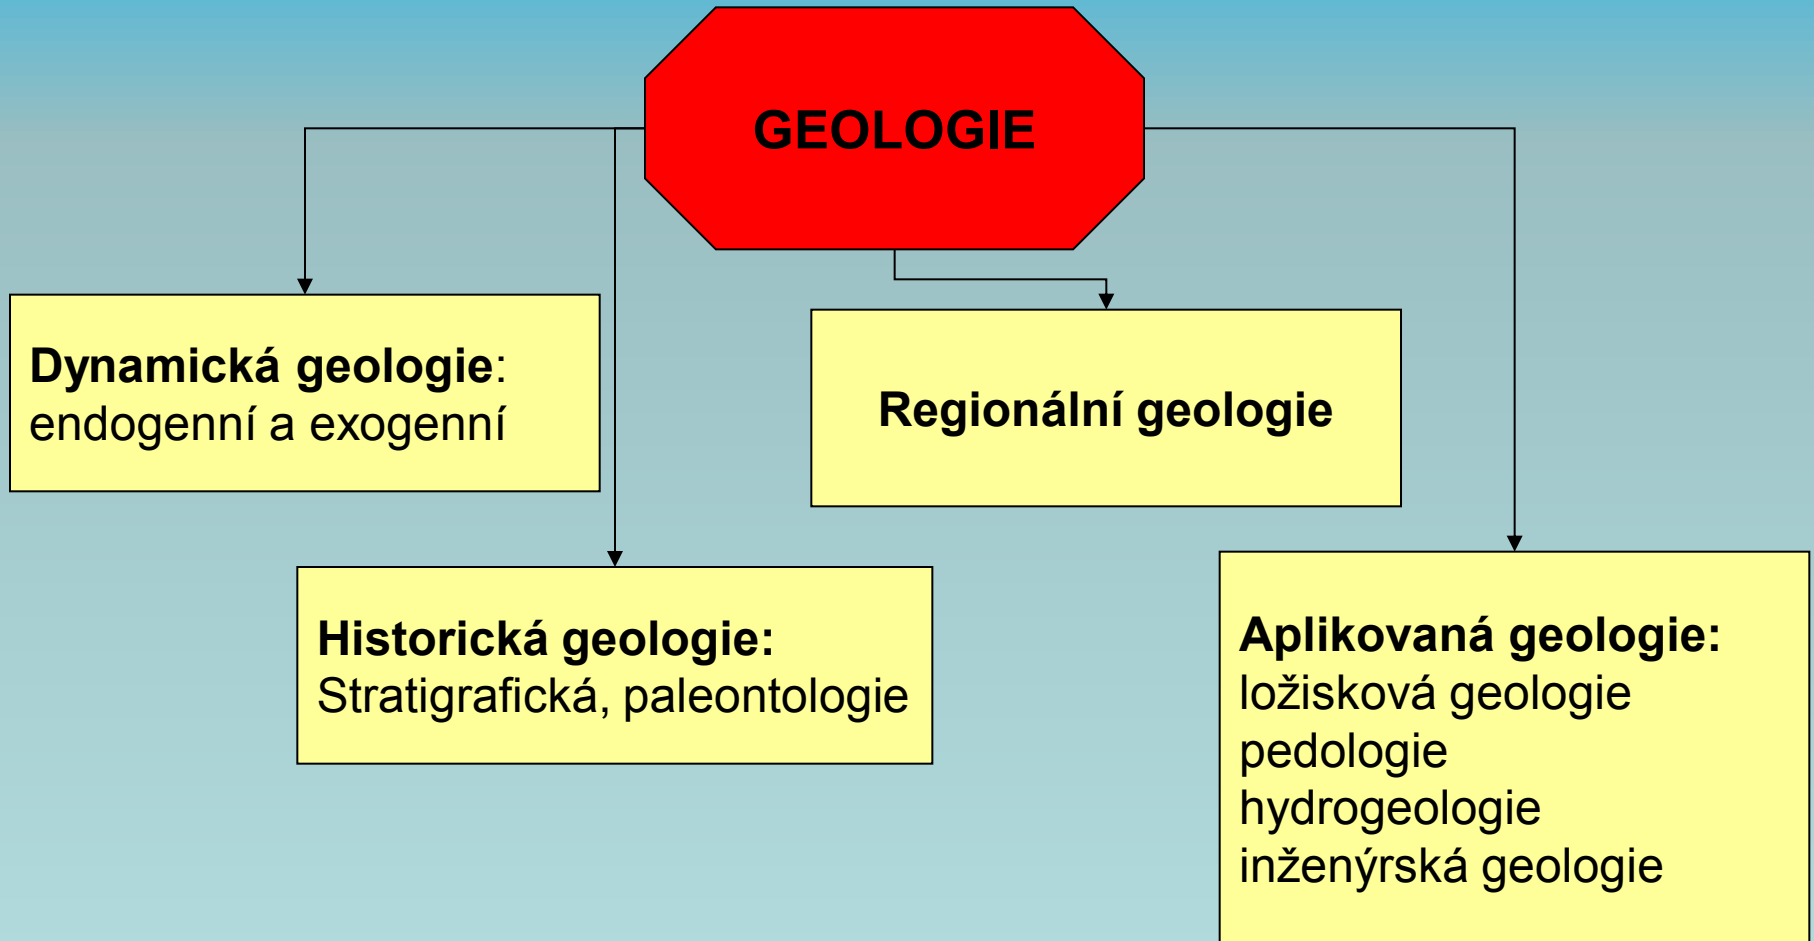 GEOLOGIE
Dynamická geologie:
endogenní a exogenní
Regionální geologie
Historická geologie:
Stratigrafická, paleontologie
Aplikovaná geologie:
ložisková geologie
pedologie
hydrogeologie
inženýrská geologie